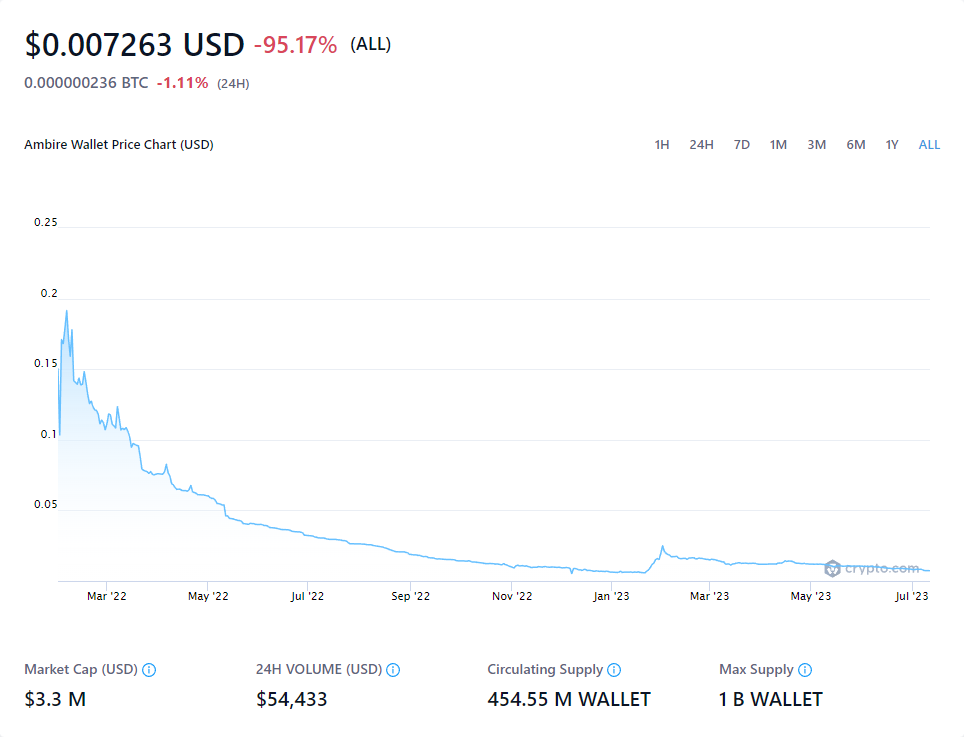 $0.007263 USD -95.17% (ALL)
0.000000236 BTC -1.11% (24H)
Ambire Wallet Price Chart (USD) 1H 24H 7D 1M 3M 6M 1Y ALL
0.25
0.2
0.15
0.1
0.05
crypto.com
Mar '22 May '22 Jul '22 Sep '22 Nov '22 Jan '23 Mar '23 May '23 Jul '23
Market Cap (USD) 24H VOLUME (USD) Circulating Supply Max Supply
$3.3 M $54,433 454.55 M WALLET 1 B WALLET